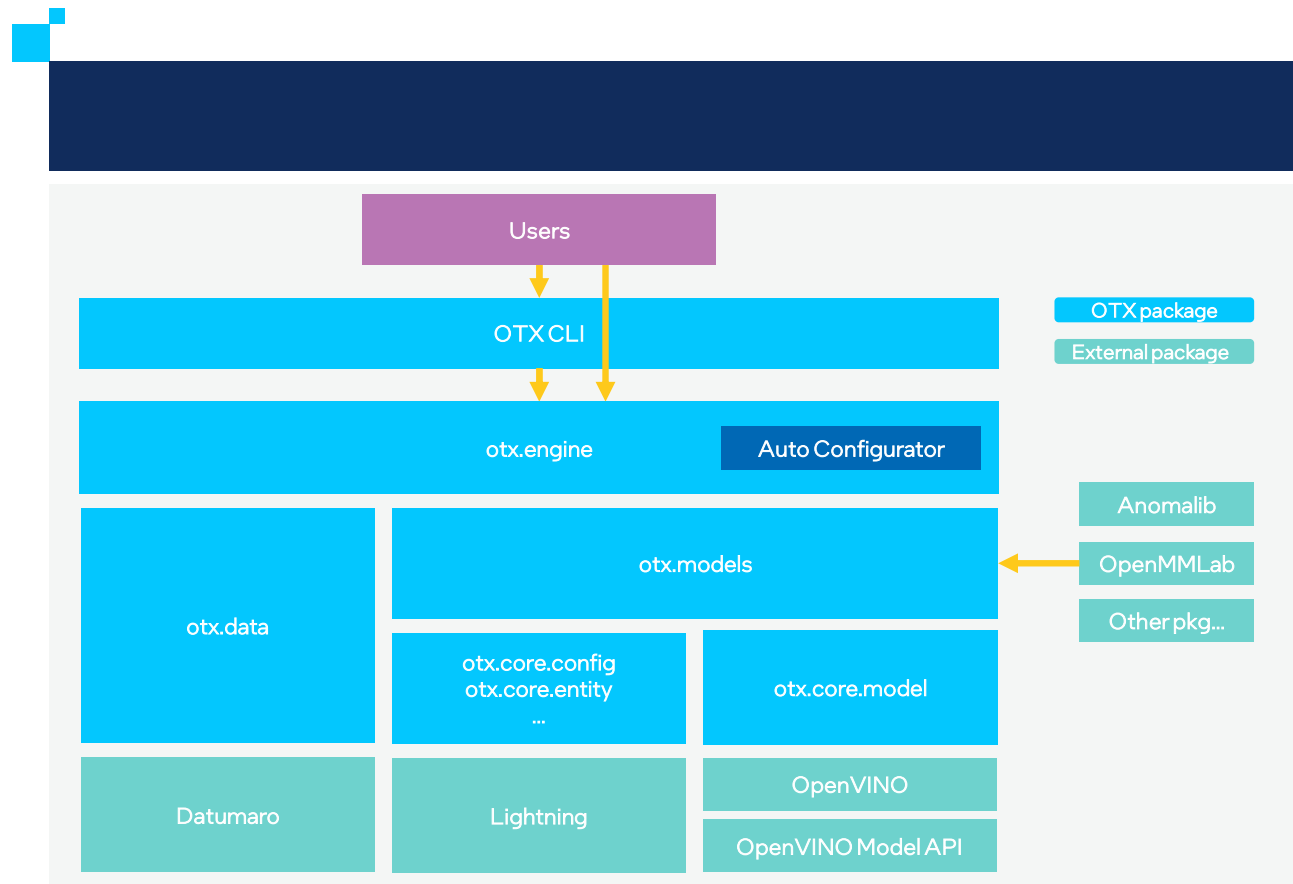 Users
OTX CLI
OTX package
External package
otx.engine
Auto Configurator
Anomalib
otx.models
OpenMMLab
otx.data
Other pkg...
otx.core.config
otx.core.entity
...
otx.core.model
Datumaro
Lightning
OpenVINO
OpenVINO Model API